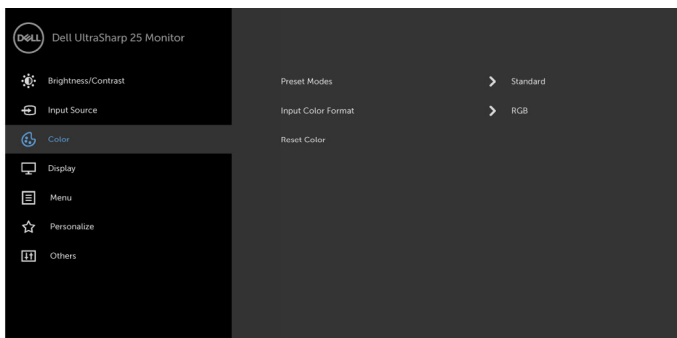 DELL Dell UltraSharp 25 Monitor
Brightness/Contrast
Input Source
Color
Display
Menu
Personalize
Others
Preset Modes Standard
Input Color Format RGB
Reset Color